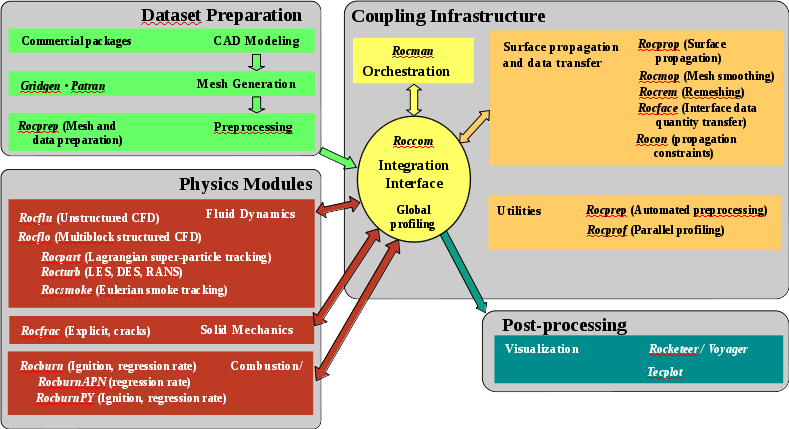 Dataset Preparation
Commercial packages CAD Modeling
Gridgen · Patran Mesh Generation
Rocprep (Mesh and Preprocessing
data preparation)
Physics Modules
Rocflu (Unstructured CFD) Fluid Dynamics
Rocflo (Multiblock structured CFD)
Rocpart (Lagrangian super-particle tracking)
Rocturb (LES, DES, RANS)
Rocsmoke (Eulerian smoke tracking)
Rocfrac (Explicit, cracks) Solid Mechanics
Rocburn (Ignition, regression rate) Combustion/
RocburnAPN (regression rate)
RocburnPY (Ignition, regression rate)
Coupling Infrastructure
Rocman
Orchestration
Roccom
Integration
Interface
Global
profiling
Surface propagation
and data transfer
Rocprop (Surface
propagation)
Rocmop (Mesh smoothing)
Rocrem (Remeshing)
Rocface (Interface data
quantity transfer)
Rocon (propagation
constraints)
Utilities Rocprep (Automated preprocessing)
Rocprof (Parallel profiling)
Post-processing
Visualization Rocketeer / Voyager
Tecplot